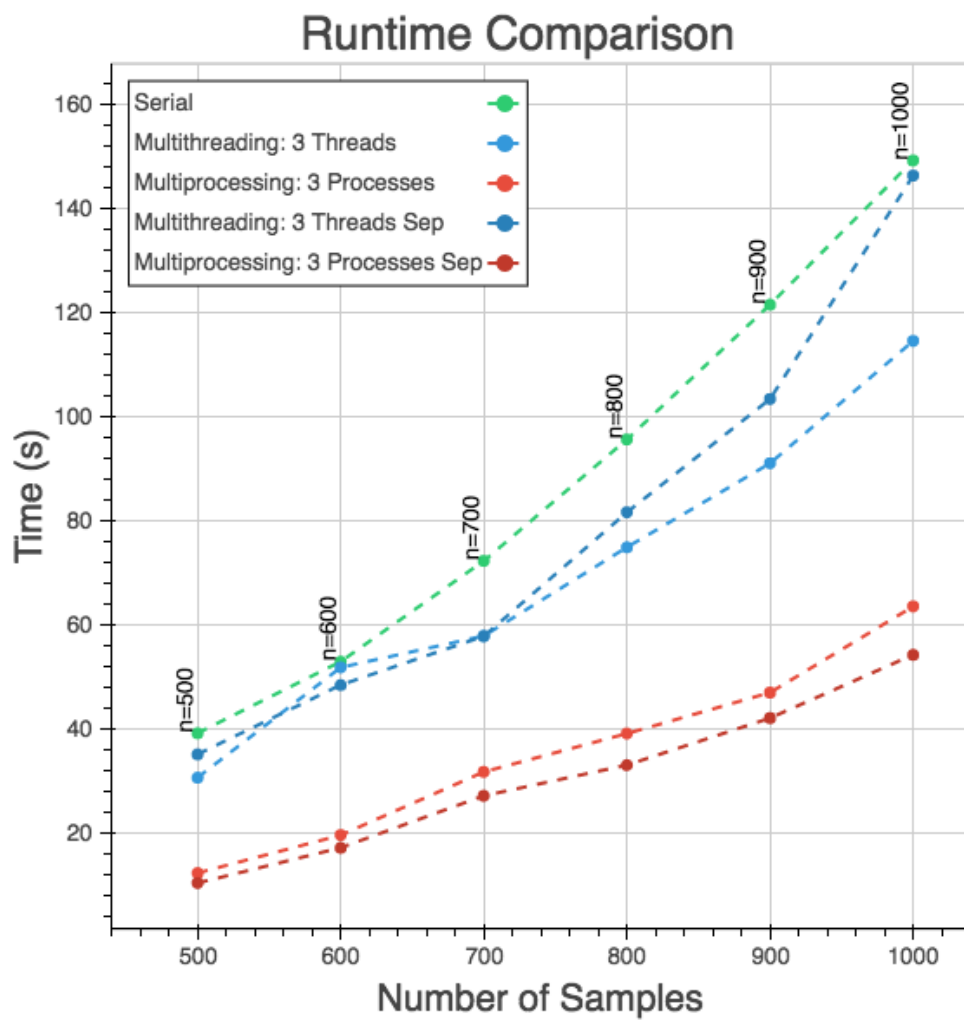 Runtime Comparison
Serial
Multithreading: 3 Threads
Multiprocessing: 3 Processes
Multithreading: 3 Threads Sep
Multiprocessing: 3 Processes Sep
160
140
120
100
80
60
40
20
Time (s)
n=500
n=600
n=700
n=800
n=900
n=1000
500
600
700
800
900
1000
Number of Samples